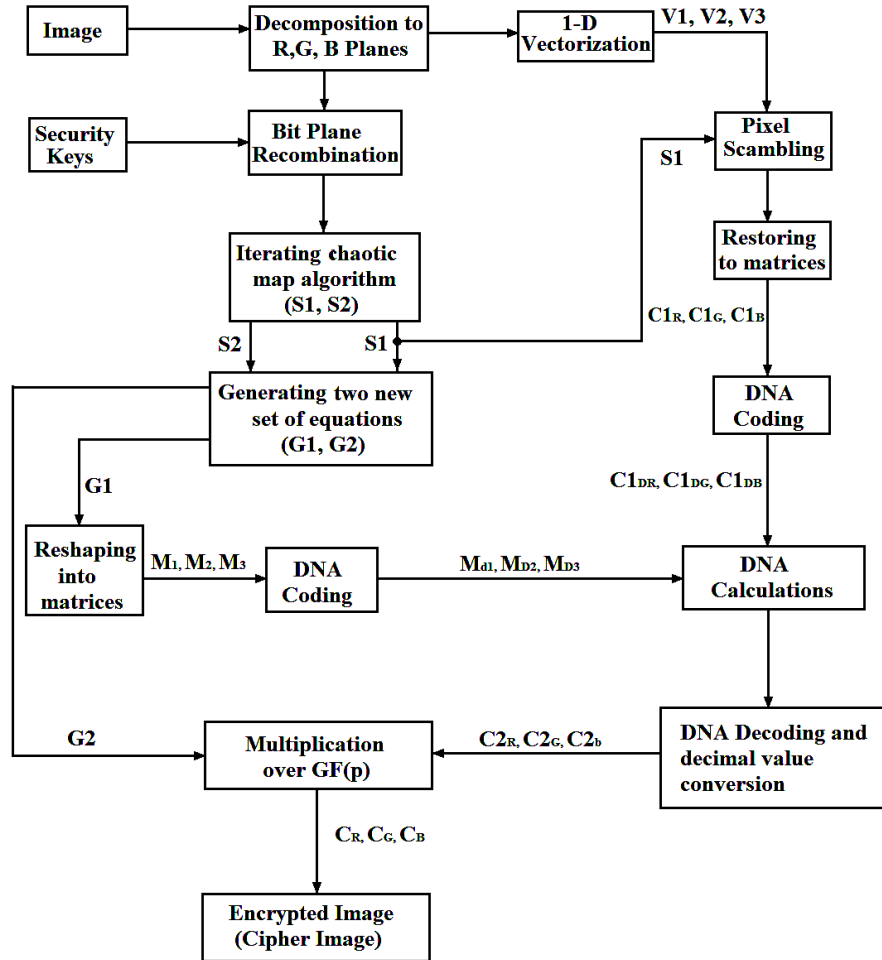 Image
Decomposition to
R,G, B Planes
1-D
Vectorization
V1, V2, V3
Security
Keys
Bit Plane
Recombination
S1
Pixel
Scambling
Iterating chaotic
map algorithm
(S1, S2)
Restoring
to matrices
C1R, C1G, C1B
S2
S1
Generating two new
set of equations
(G1, G2)
DNA
Coding
G1
C1DR, C1DG, C1DB
Reshaping
into
matrices
M1, M2, M3
DNA
Coding
Md1, MD2, MD3
DNA
Calculations
G2
Multiplication
over GF(p)
C2R, C2G, C2b
DNA Decoding and
decimal value
conversion
CR, CG, CB
Encrypted Image
(Cipher Image)